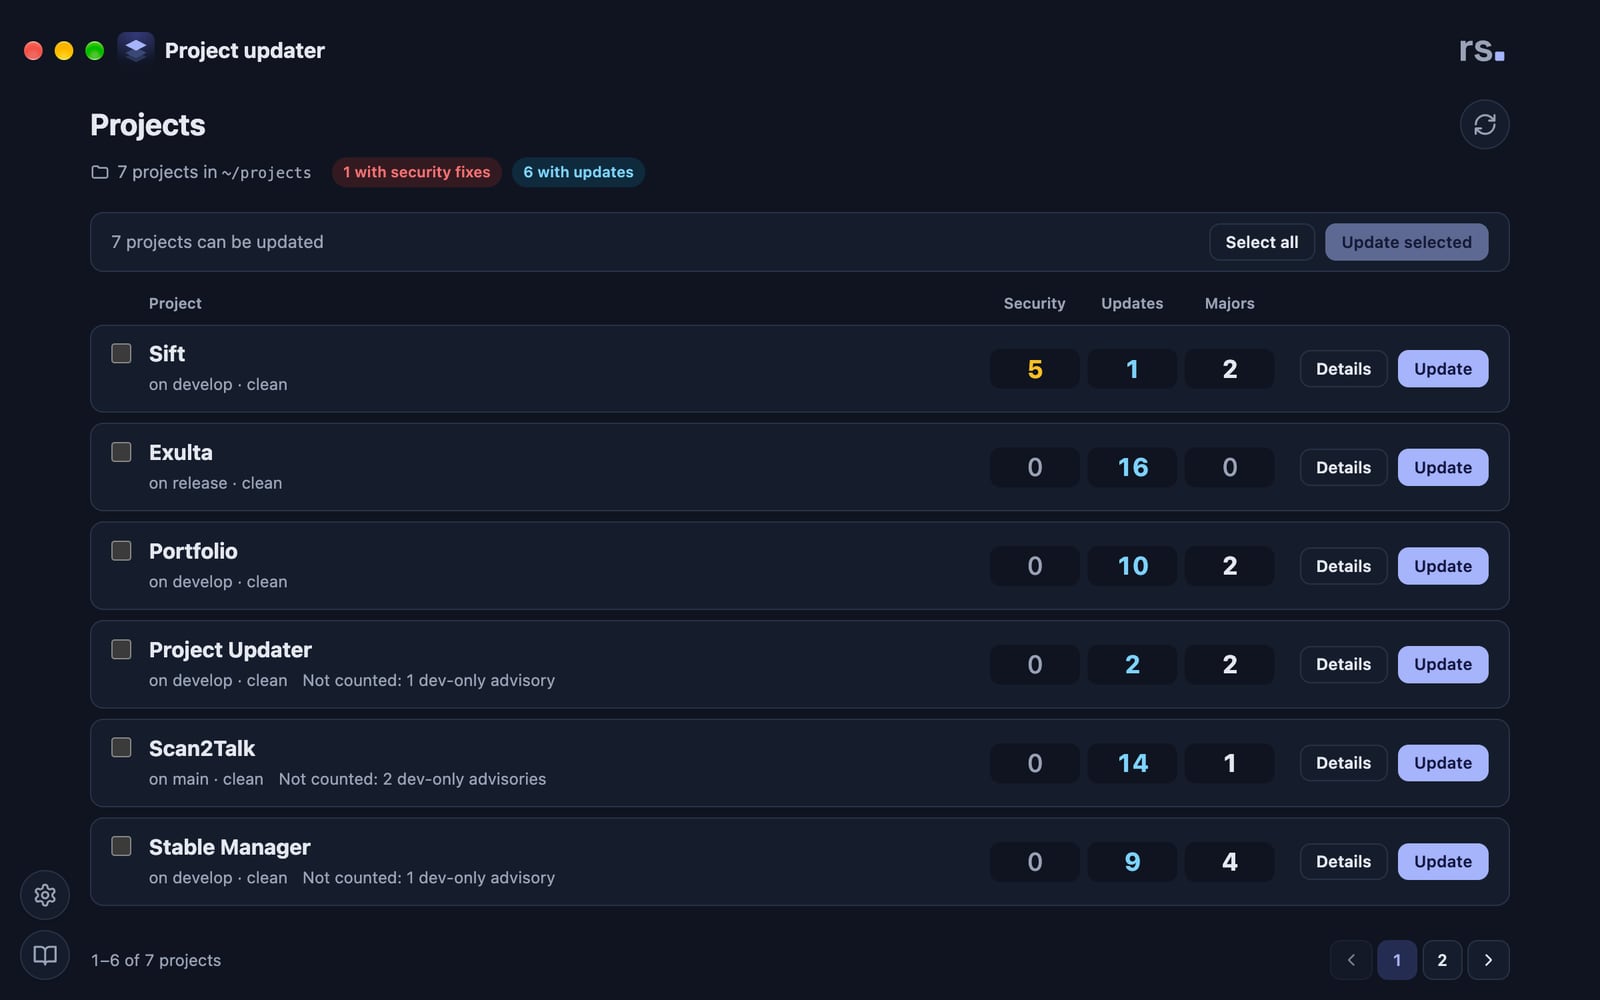 Project updater
rs.
Projects
7 projects in ~/projects 1 with security fixes 6 with updates
7 projects can be updated Select all Update selected
Project Security Updates Majors
Sift
on develop · clean
5 1 2 Details Update
Exulta
on release · clean
0 16 0 Details Update
Portfolio
on develop · clean
0 10 2 Details Update
Project Updater
on develop · clean Not counted: 1 dev-only advisory
0 2 2 Details Update
Scan2Talk
on main · clean Not counted: 2 dev-only advisories
0 14 1 Details Update
Stable Manager
on develop · clean Not counted: 1 dev-only advisory
0 9 4 Details Update
1–6 of 7 projects 1 2